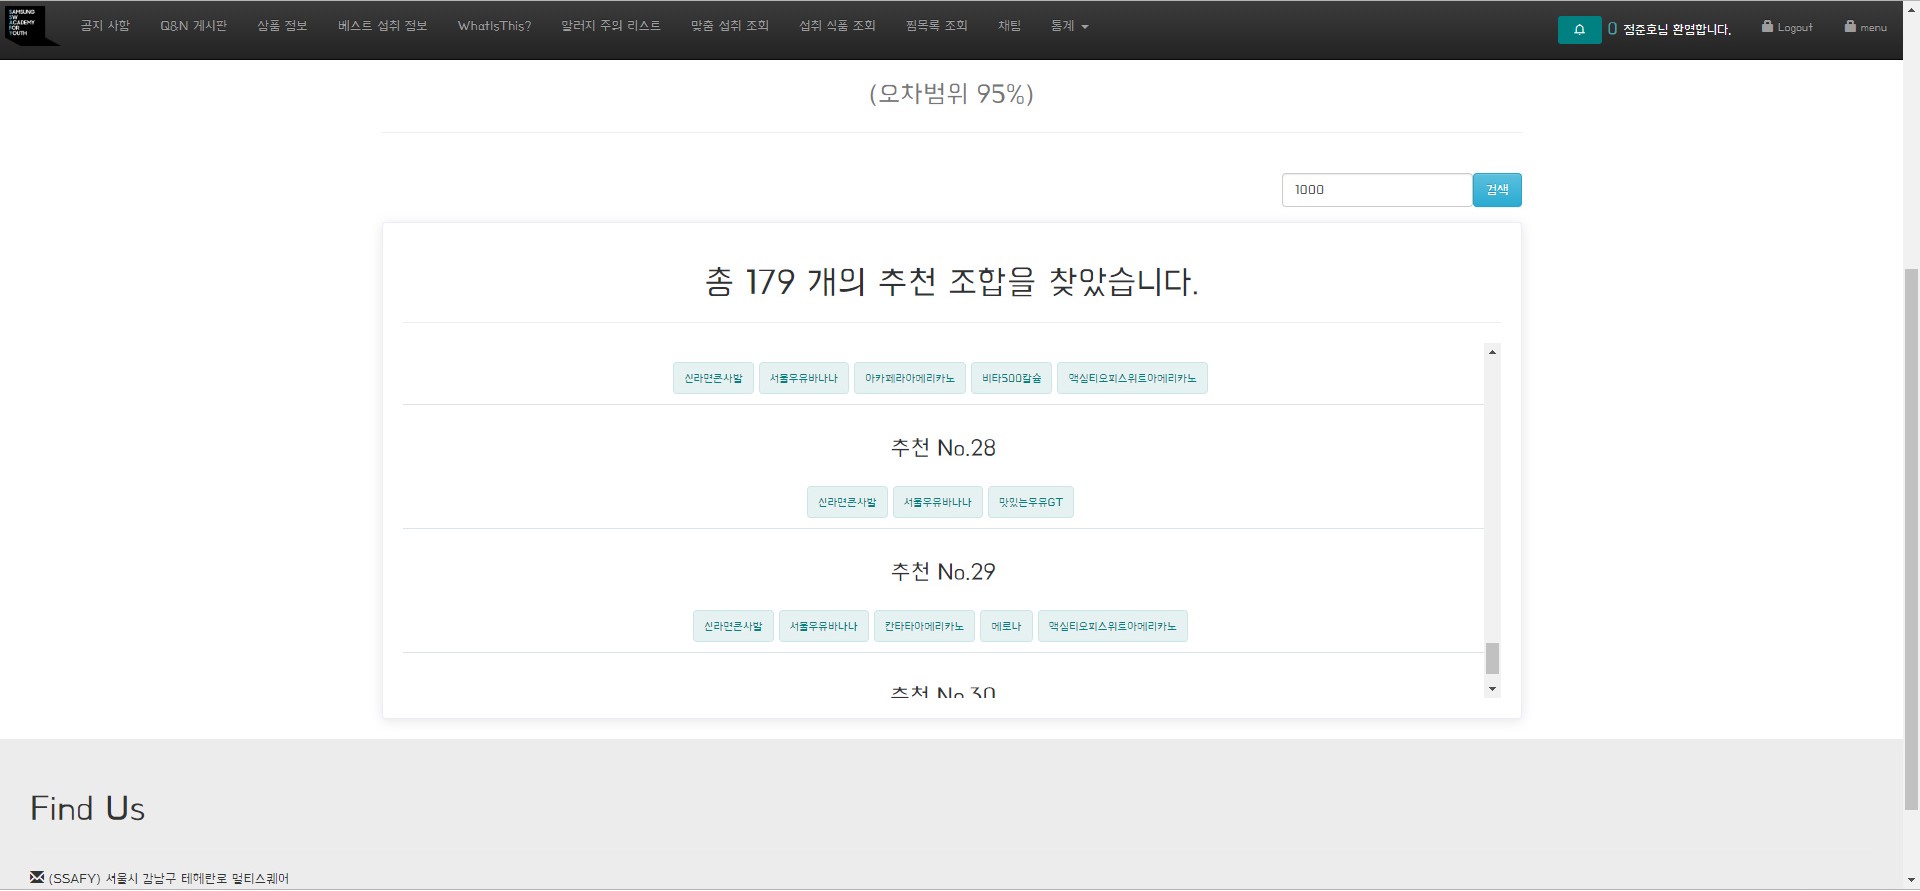 SAMSUNG
SW
ACADEMY
FOR
YOUTH
공지 사항 Q&N 게시판 상품 정보 베스트 섭취 정보 WhatIsThis? 알러지 주의 리스트 맞춤 섭취 조회 섭취 식품 조회 찜목록 조회 채팅 통계 0 점준호님 환영합니다. Logout menu
(오차범위 95%)
1000 검색
총 179 개의 추천 조합을 찾았습니다.
신라면큰사발 서울우유바나나 아카페라아메리카노 비타500칼슘 맥심티오피스위트아메리카노
추천 No.28
신라면큰사발 서울우유바나나 맛있는우유GT
추천 No.29
신라면큰사발 서울우유바나나 칸타타아메리카노 메로나 맥심티오피스위트아메리카노
추천 No.30
Find Us
(SSAFY) 서울시 강남구 테헤란로 멀티스퀘어